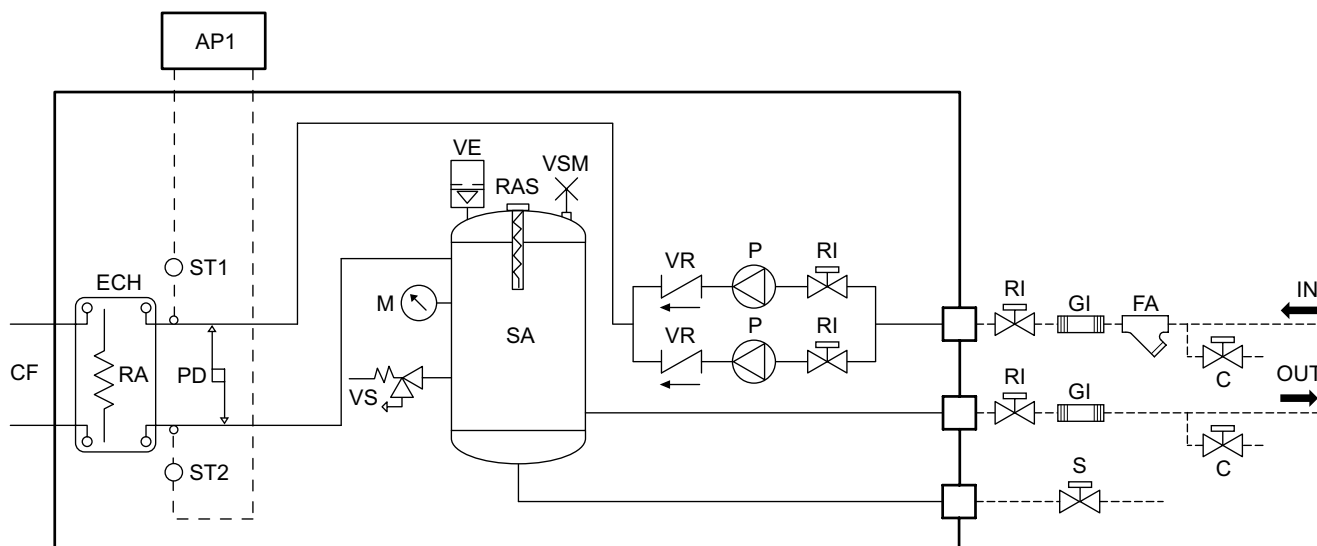 AP1
VE
VSM
RAS
ST1
ECH
VR
P
RI
M
SA
RI
GI
FA
IN
CF
RA
PD
VR
P
RI
C
VS
RI
GI
OUT
ST2
S
C